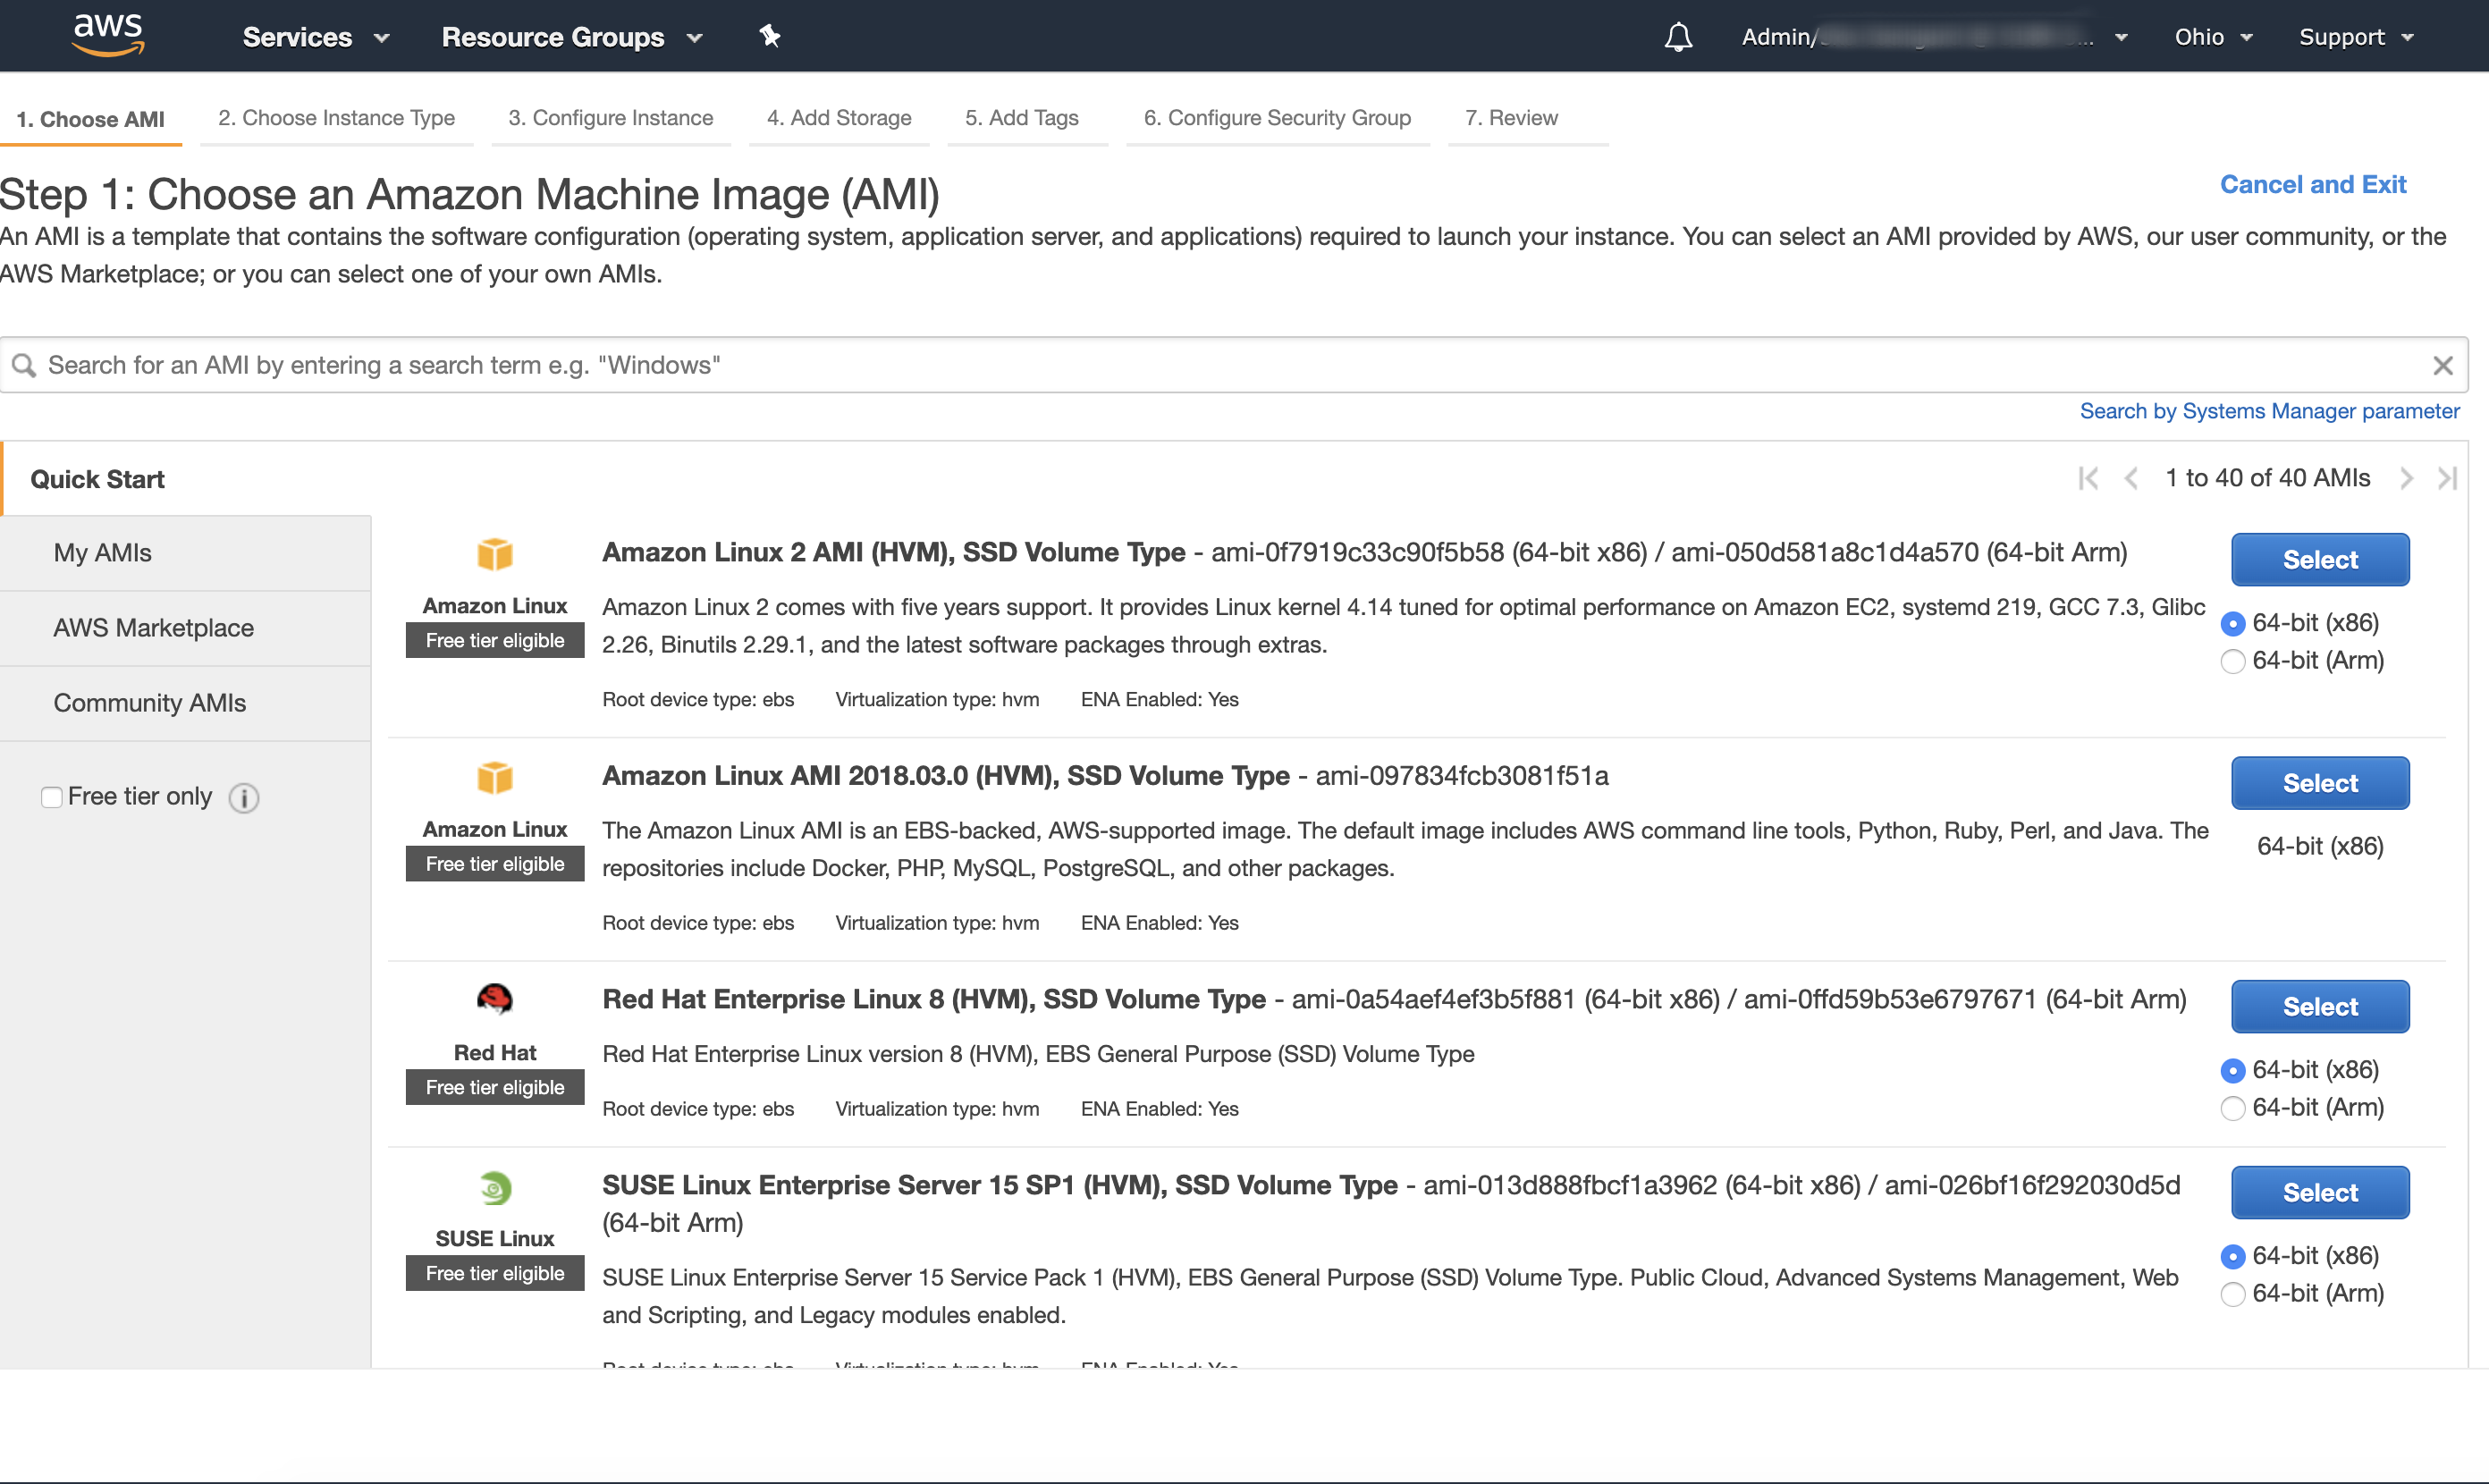 aws
Services
Resource Groups
Admin/
Ohio
Support
1. Choose AMI
2. Choose Instance Type
3. Configure Instance
4. Add Storage
5. Add Tags
6. Configure Security Group
7. Review
Step 1: Choose an Amazon Machine Image (AMI)
Cancel and Exit
An AMI is a template that contains the software configuration (operating system, application server, and applications) required to launch your instance. You can select an AMI provided by AWS, our user community, or the
AWS Marketplace; or you can select one of your own AMIs.
Search for an AMI by entering a search term e.g. "Windows"
Search by Systems Manager parameter
Quick Start
My AMIs
AWS Marketplace
Community AMIs
Free tier only
1 to 40 of 40 AMIs
Amazon Linux
Free tier eligible
Amazon Linux 2 AMI (HVM), SSD Volume Type - ami-0f7919c33c90f5b58 (64-bit x86) / ami-050d581a8c1d4a570 (64-bit Arm)
Amazon Linux 2 comes with five years support. It provides Linux kernel 4.14 tuned for optimal performance on Amazon EC2, systemd 219, GCC 7.3, Glibc
2.26, Binutils 2.29.1, and the latest software packages through extras.
Root device type: ebs Virtualization type: hvm ENA Enabled: Yes
Select
64-bit (x86)
64-bit (Arm)
Amazon Linux
Free tier eligible
Amazon Linux AMI 2018.03.0 (HVM), SSD Volume Type - ami-097834fcb3081f51a
The Amazon Linux AMI is an EBS-backed, AWS-supported image. The default image includes AWS command line tools, Python, Ruby, Perl, and Java. The
repositories include Docker, PHP, MySQL, PostgreSQL, and other packages.
Root device type: ebs Virtualization type: hvm ENA Enabled: Yes
Select
64-bit (x86)
Red Hat
Free tier eligible
Red Hat Enterprise Linux 8 (HVM), SSD Volume Type - ami-0a54aef4ef3b5f881 (64-bit x86) / ami-0ffd59b53e6797671 (64-bit Arm)
Red Hat Enterprise Linux version 8 (HVM), EBS General Purpose (SSD) Volume Type
Root device type: ebs Virtualization type: hvm ENA Enabled: Yes
Select
64-bit (x86)
64-bit (Arm)
SUSE Linux
Free tier eligible
SUSE Linux Enterprise Server 15 SP1 (HVM), SSD Volume Type - ami-013d888fbcf1a3962 (64-bit x86) / ami-026bf16f292030d5d
(64-bit Arm)
SUSE Linux Enterprise Server 15 Service Pack 1 (HVM), EBS General Purpose (SSD) Volume Type. Public Cloud, Advanced Systems Management, Web
and Scripting, and Legacy modules enabled.
Root device type: ebs Virtualization type: hvm ENA Enabled: Yes
Select
64-bit (x86)
64-bit (Arm)